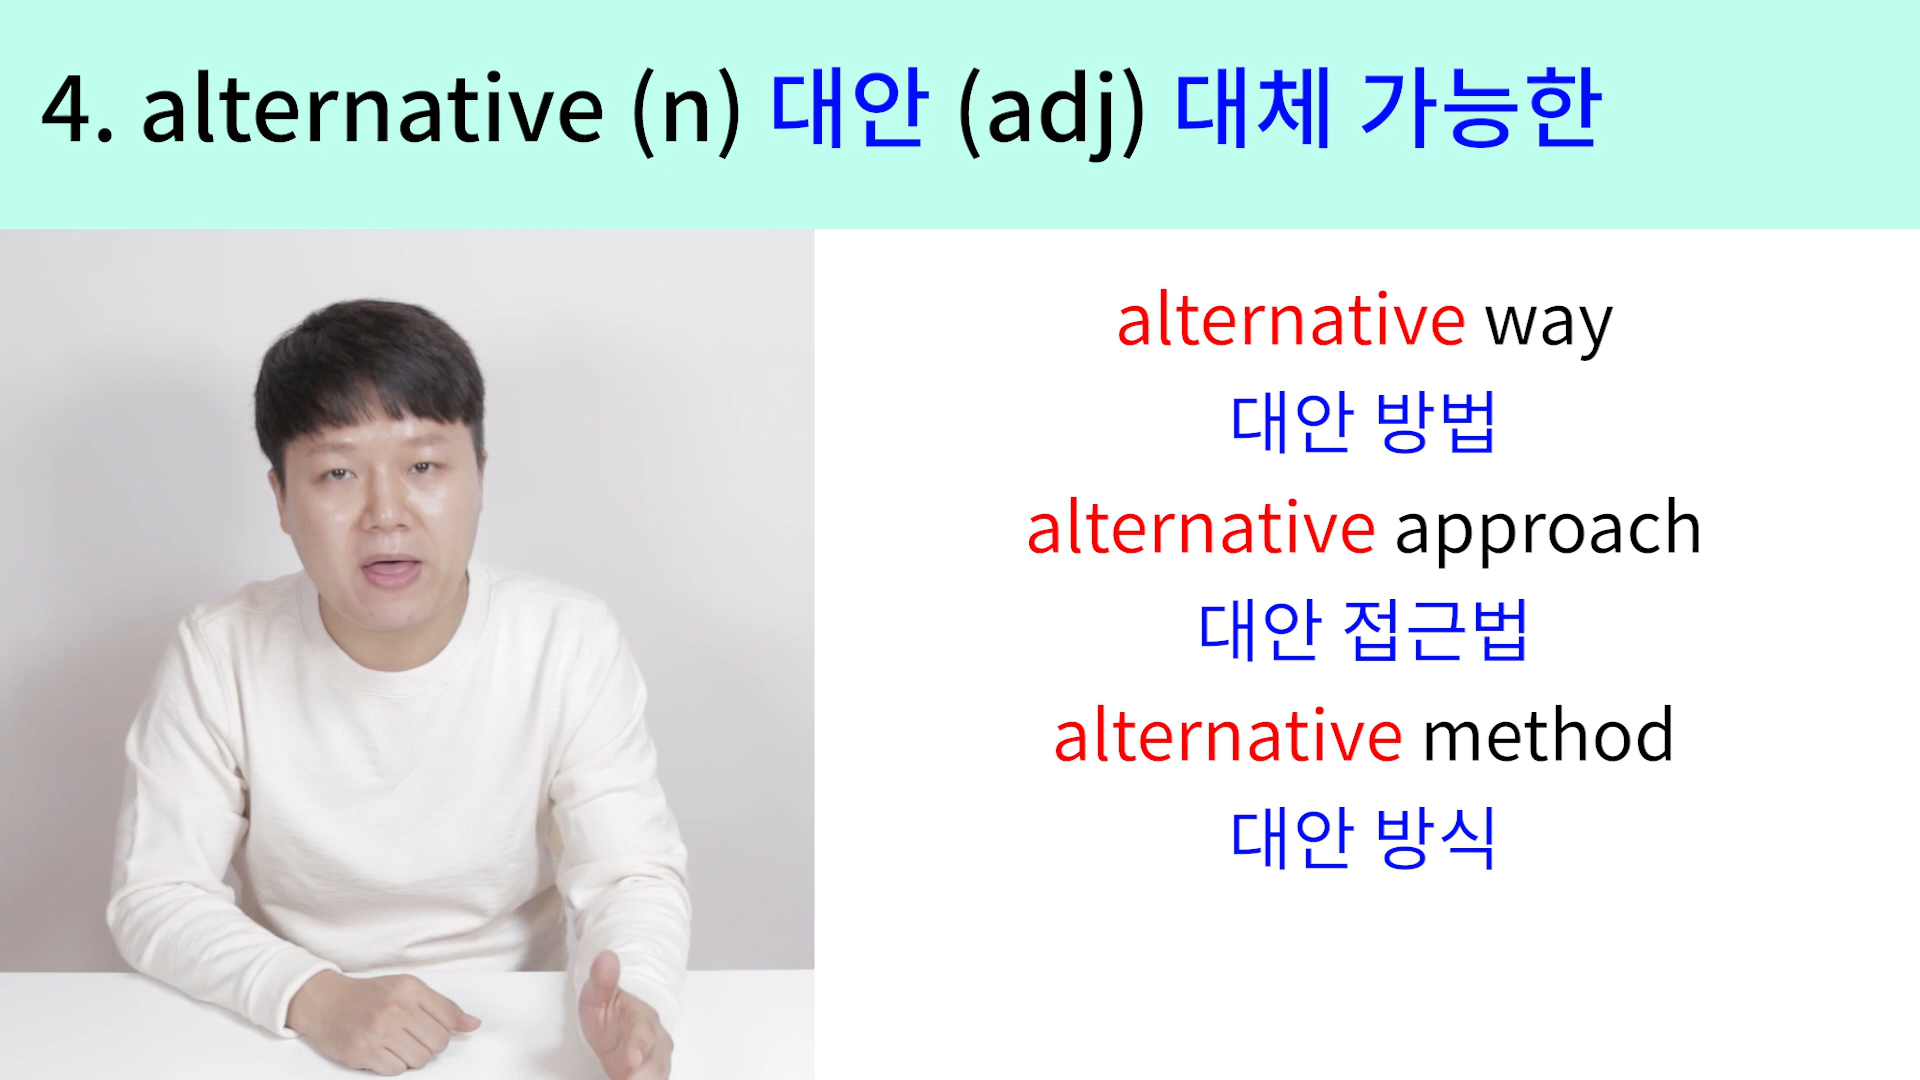 4. alternative (n) 대안 (adj) 대체 가능한
alternative way
대안 방법
alternative approach
대안 접근법
alternative method
대안 방식